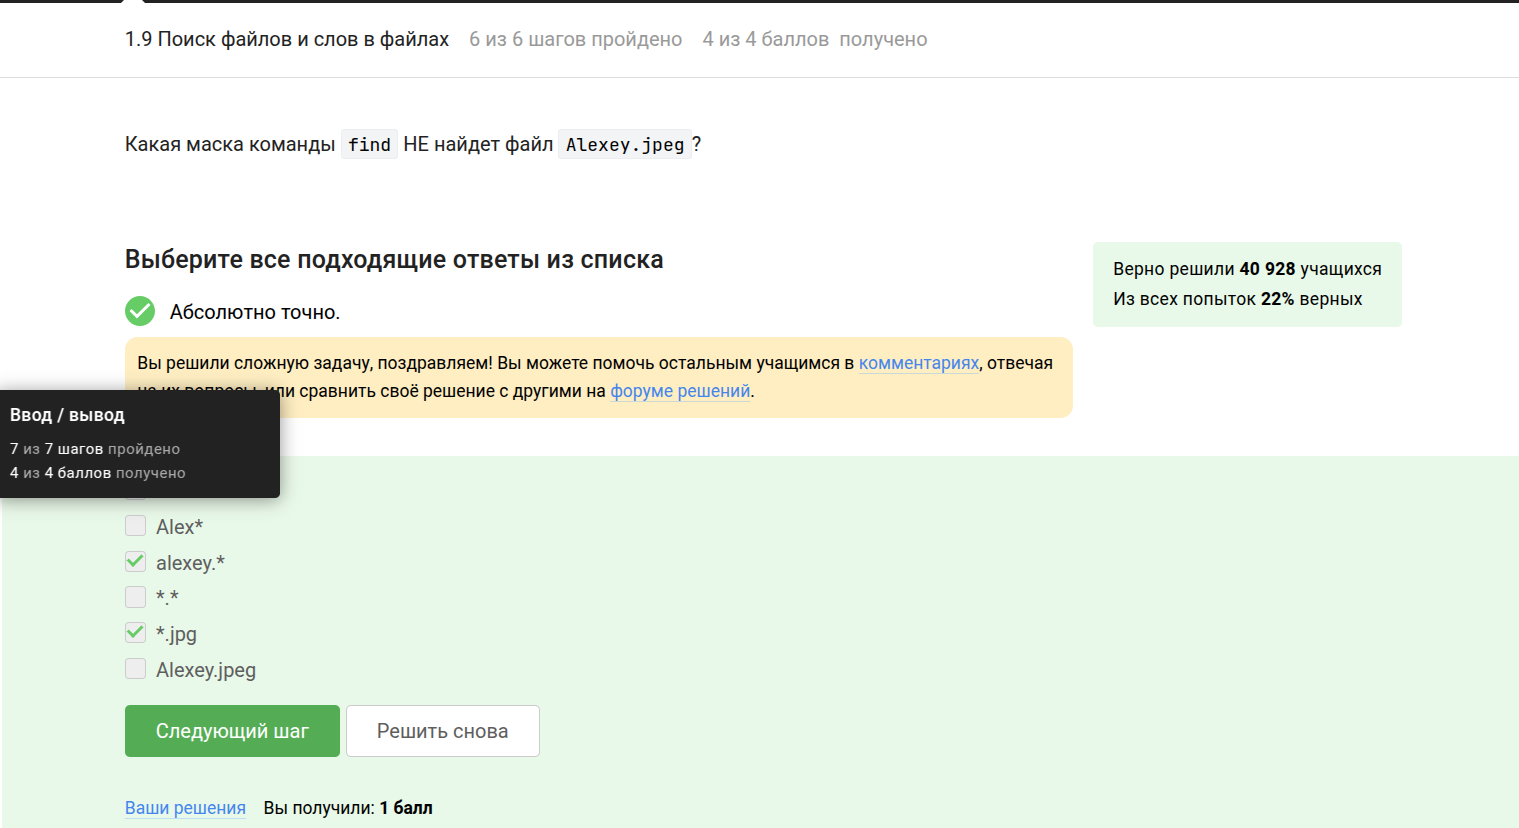 1.9 Поиск файлов и слов в файлах 6 из 6 шагов пройдено 4 из 4 баллов получено
Какая маска команды find НЕ найдет файл Alexey.jpeg?
Выберите все подходящие ответы из списка
Верно решили 40 928 учащихся
Из всех попыток 22% верных
Абсолютно точно.
Вы решили сложную задачу, поздравляем! Вы можете помочь остальным учащимся в комментариях, отвечая
на их вопросы, или сравнить своё решение с другими на форуме решений.
Ввод / вывод
7 из 7 шагов пройдено
4 из 4 баллов получено
Alex*
alexey.*
*.*
*.jpg
Alexey.jpeg
Следующий шаг
Решить снова
Ваши решения Вы получили: 1 балл